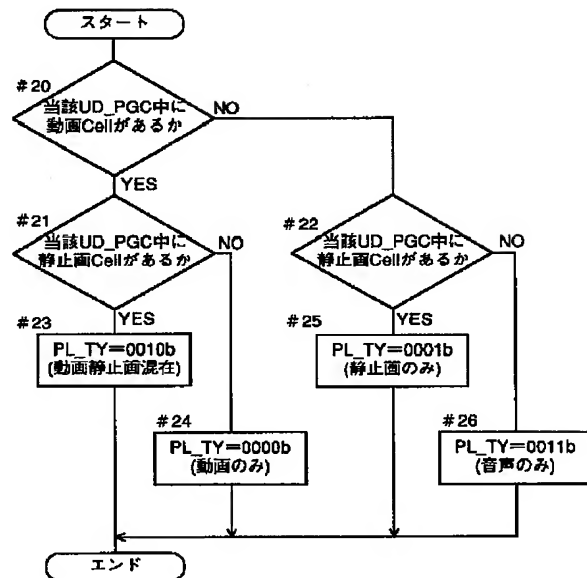 スタート
#20
当該UD_PGC中に
動画Cellがあるか
NO
YES
#21
当該UD_PGC中に
静止画Cellがあるか
NO
YES
#22
当該UD_PGC中に
静止画Cellがあるか
NO
YES
#23
PL_TY=0010b
(動画静止画混在)
#25
PL_TY=0001b
(静止画のみ)
#24
PL_TY=0000b
(動画のみ)
#26
PL_TY=0011b
(音声のみ)
エンド